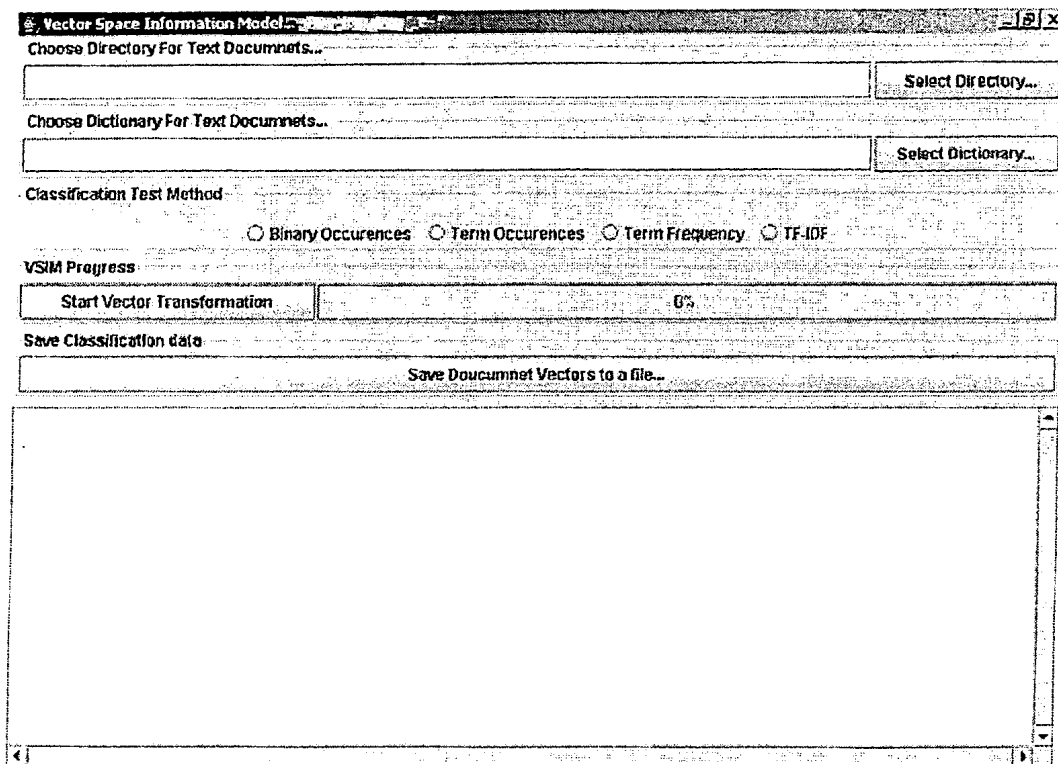 Vector Space Information Model
Choose Directory For Text Documnets...
Select Directory...
Choose Dictionary For Text Documnets...
Select Dictionary...
Classification Test Method
Binary Occurences Term Occurences Term Frequency TF-IDF
VSIM Progress
Start Vector Transformation 0%
Save Classification data
Save Doucumnet Vectors to a file...